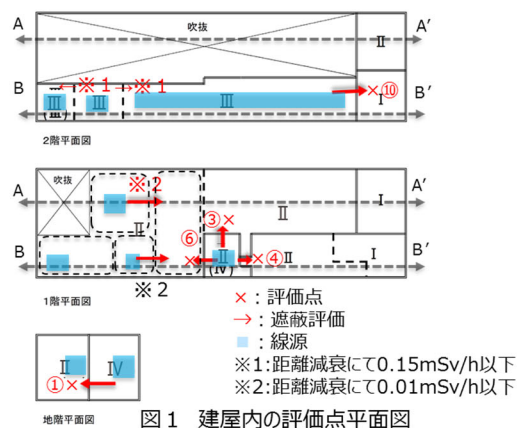 A 吹抜 Ⅱ A′
※1 ※1
B Ⅲ (Ⅲ) Ⅲ Ⅲ ×⑩ Ⅰ B′
2階平面図
吹抜 ※2 Ⅰ
A Ⅱ ③× Ⅱ A′
B ⑥ × Ⅱ (Ⅳ) ×④Ⅱ Ⅰ B′
1階平面図
※2
×:評価点
→:遮蔽評価
:線源
※1:距離減衰にて0.15mSv/h以下
※2:距離減衰にて0.01mSv/h以下
Ⅱ Ⅳ
①×
地階平面図
図1 建屋内の評価点平面図